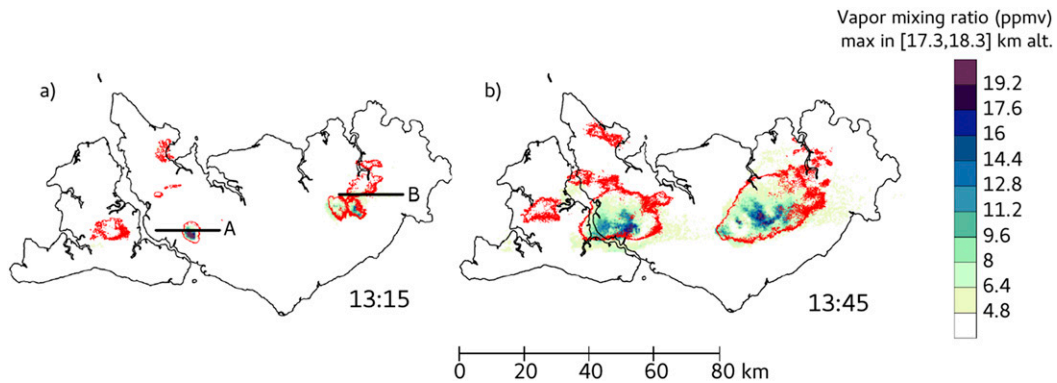 Vapor mixing ratio (ppmv)
max in [17.3,18.3] km alt.
a)
A
B
13:15
b)
13:45
19.2
17.6
16
14.4
12.8
11.2
9.6
8
6.4
4.8
0 20 40 60 80 km